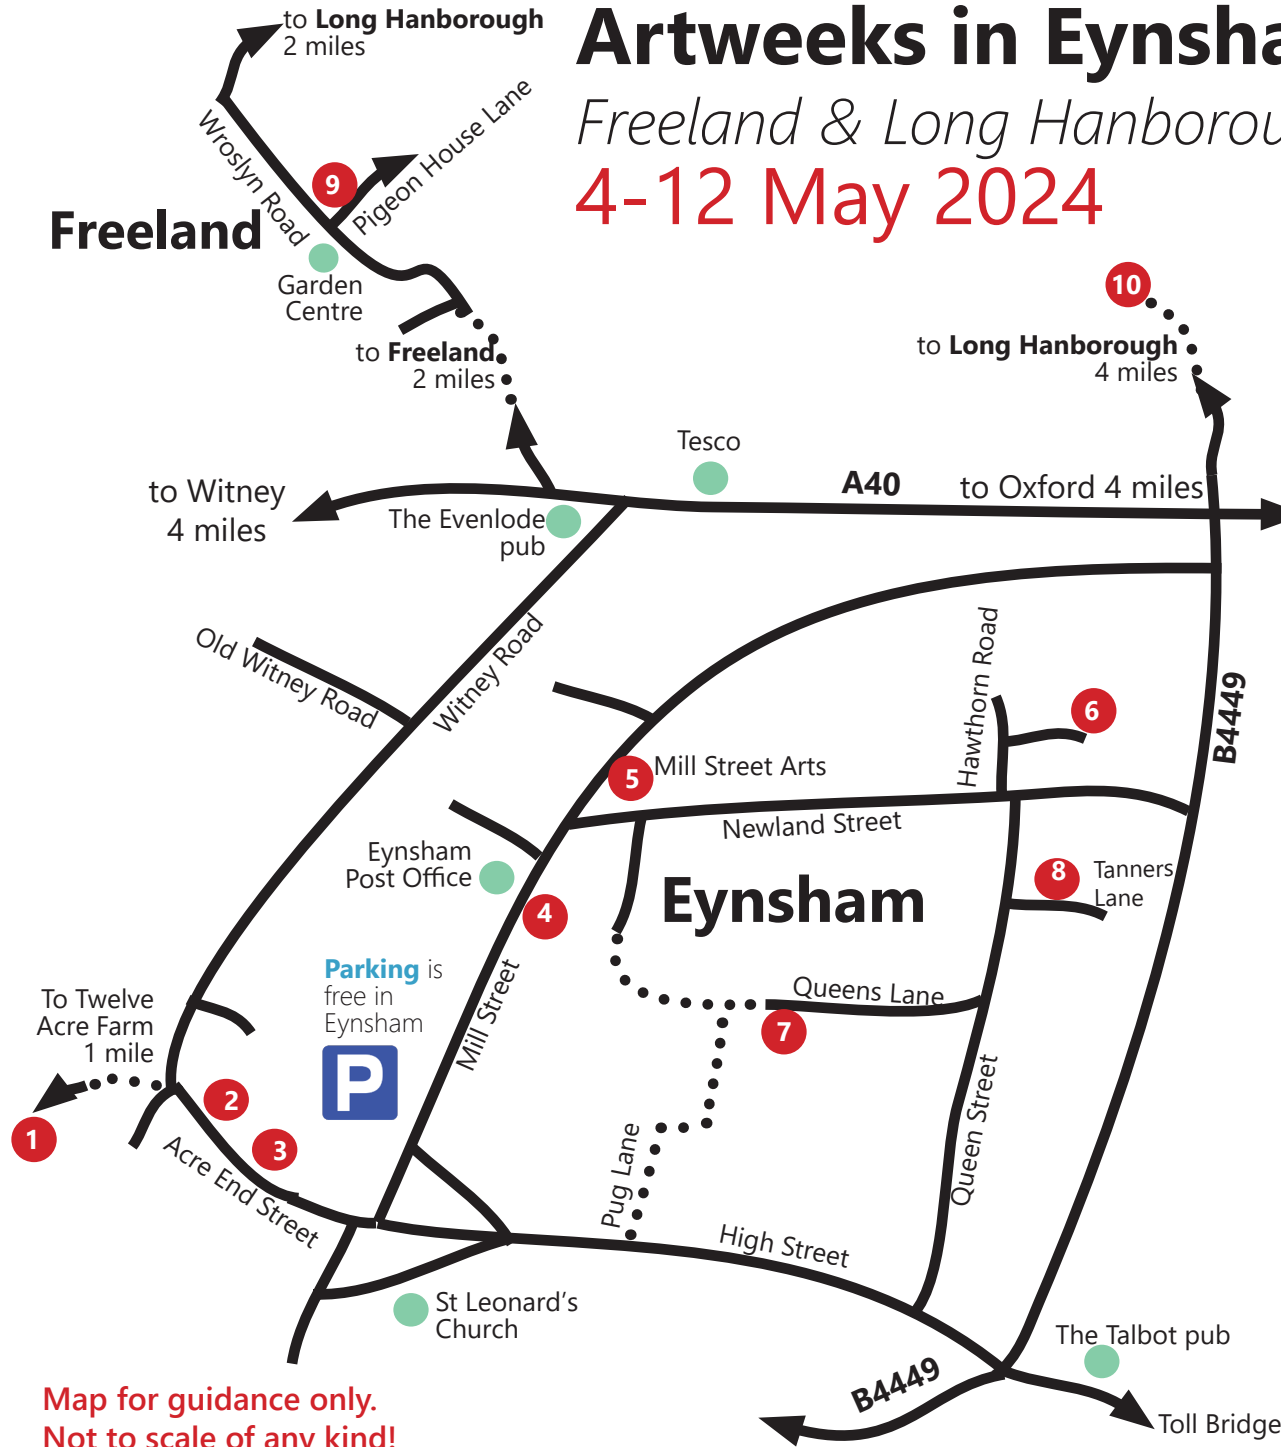 to Long Hanborough
2 miles
Artweeks in Eynsha
Freeland & Long Hanborou
4-12 May 2024
Wroslyn Road
9
Pigeon House Lane
Freeland
Garden
Centre
to Freeland
2 miles
10
to Long Hanborough
4 miles
Tesco
to Witney
4 miles
A40
to Oxford 4 miles
The Evenlode
pub
Old Witney Road
Witney Road
Hawthorn Road
6
B4449
5
Mill Street Arts
Newland Street
Eynsham
Post Office
4
Eynsham
8
Tanners
Lane
Parking is
free in
Eynsham
P
Mill Street
Queens Lane
7
To Twelve
Acre Farm
1 mile
1
2
3
Acre End Street
Pug Lane
Queen Street
High Street
St Leonard's
Church
The Talbot pub
B4449
Toll Bridge
Map for guidance only.
Not to scale of any kind!